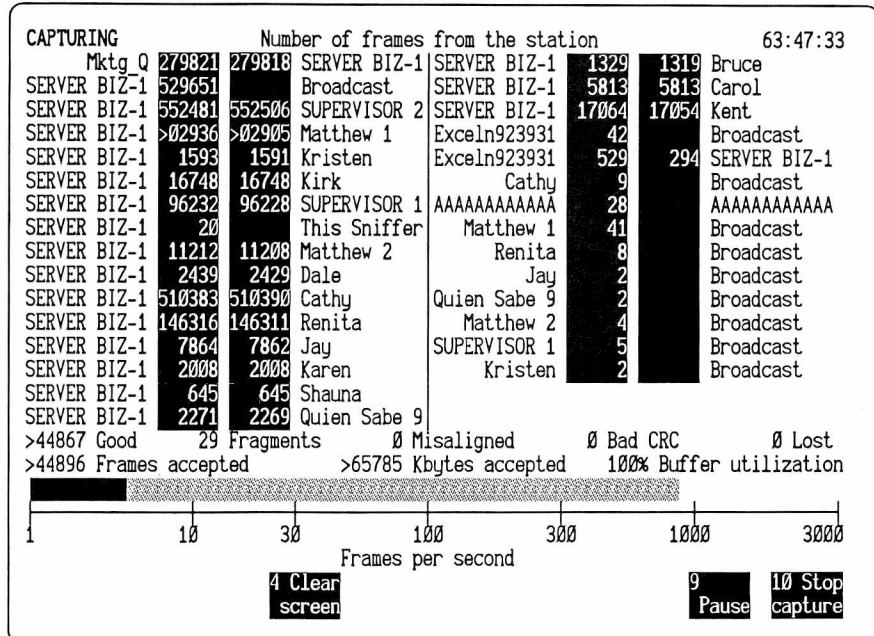 CAPTURING Number of frames from the station 63:47:33
Mktg_Q 279821 279818 SERVER BIZ-1 SERVER BIZ-1 1329 1319 Bruce
SERVER BIZ-1 529651 Broadcast SERVER BIZ-1 5813 5813 Carol
SERVER BIZ-1 552481 552506 SUPERVISOR 2 SERVER BIZ-1 17064 17054 Kent
SERVER BIZ-1 >02936 >02905 Matthew 1 Exceln923931 42 Broadcast
SERVER BIZ-1 1593 1591 Kristen Exceln923931 529 294 SERVER BIZ-1
SERVER BIZ-1 16748 16748 Kirk Cathy 9 Broadcast
SERVER BIZ-1 96232 96228 SUPERVISOR 1 AAAAAAAAAAAA 28 AAAAAAAAAAAA
SERVER BIZ-1 20 This Sniffer Matthew 1 41 Broadcast
SERVER BIZ-1 11212 11208 Matthew 2 Renita 8 Broadcast
SERVER BIZ-1 2439 2429 Dale Jay 2 Broadcast
SERVER BIZ-1 510383 510390 Cathy Quien Sabe 9 2 Broadcast
SERVER BIZ-1 146316 146311 Renita Matthew 2 4 Broadcast
SERVER BIZ-1 7864 7862 Jay SUPERVISOR 1 5 Broadcast
SERVER BIZ-1 2008 2008 Karen Kristen 2 Broadcast
SERVER BIZ-1 645 645 Shauna
SERVER BIZ-1 2271 2269 Quien Sabe 9
>44867 Good 29 Fragments 0 Misaligned 0 Bad CRC 0 Lost
>44896 Frames accepted >65785 Kbytes accepted 100% Buffer utilization
1 10 30 100 300 1000 3000
Frames per second
4 Clear screen
9 Pause
10 Stop capture